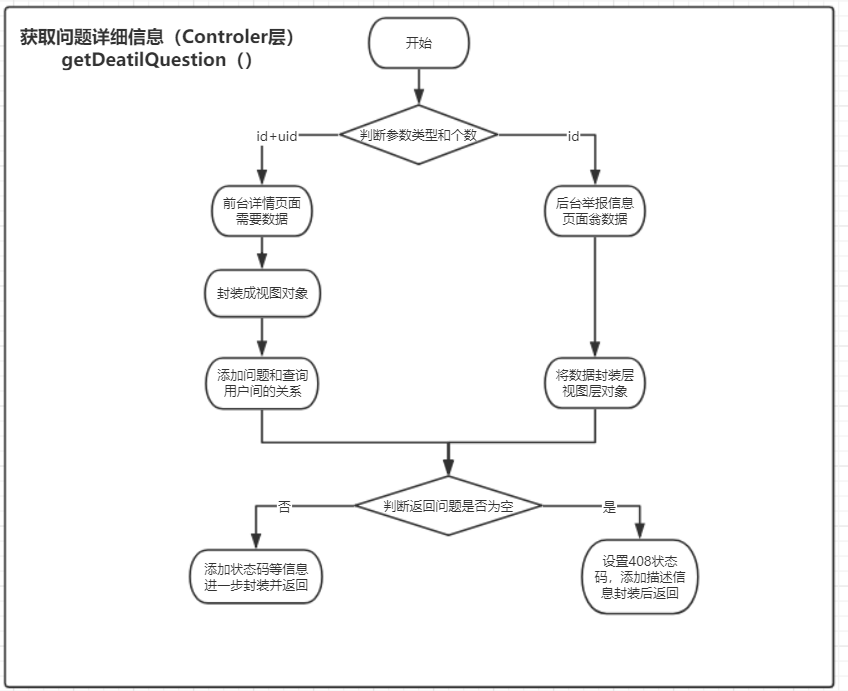 获取问题详细信息（Controler层）
getDeatilQuestion（）
开始
判断参数类型和个数
id+uid
id
前台详情页面
需要数据
后台举报信息
页面翁数据
封装成视图对象
添加问题和查询
用户间的关系
将数据封装层
视图层对象
判断返回问题是否为空
否
是
添加状态码等信息
进一步封装并返回
设置408状态
码，添加描述信
息封装后返回